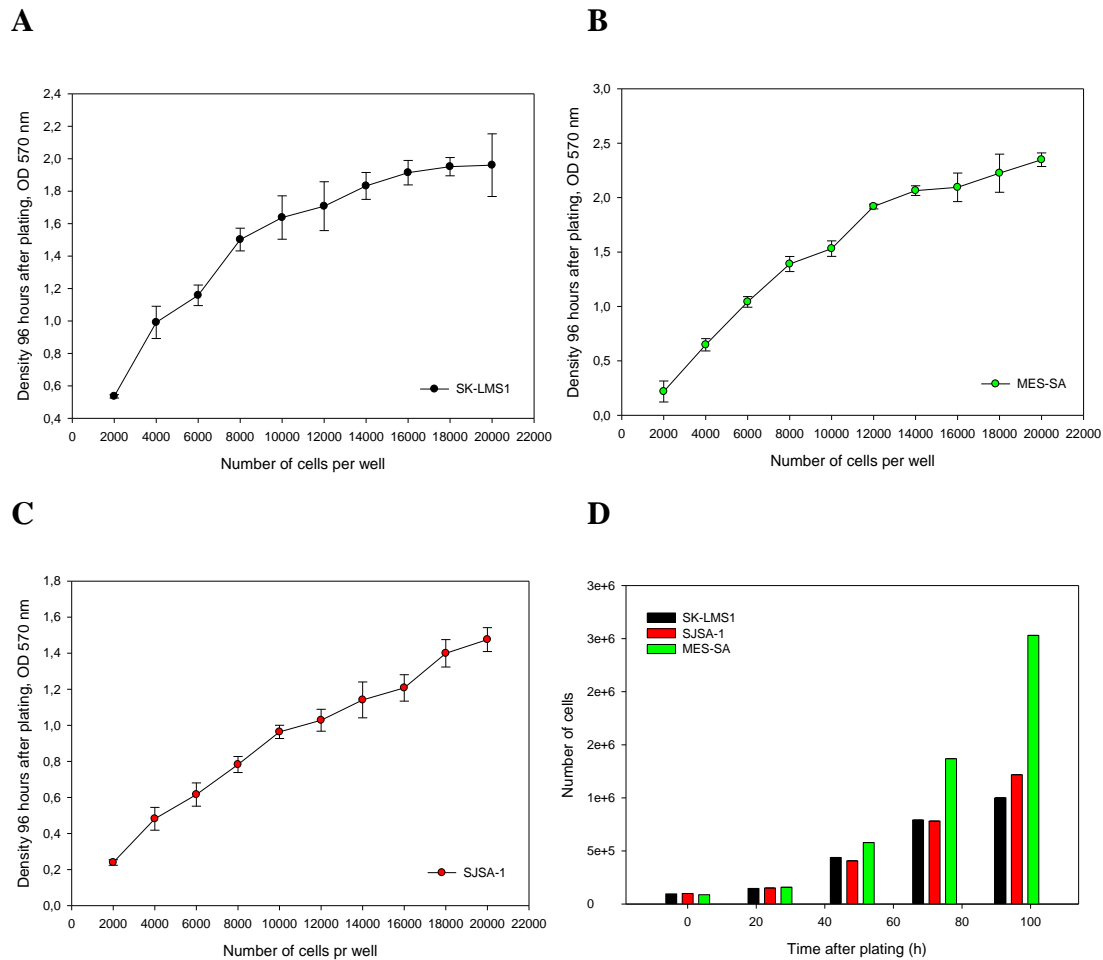 A
Density 96 hours after plating, OD 570 nm
2,4
2,2
2,0
1,8
1,6
1,4
1,2
1,0
0,8
0,6
0,4
0 2000 4000 6000 8000 10000 12000 14000 16000 18000 20000 22000
Number of cells per well
SK-LMS1
B
Density 96 hours after plating, OD 570 nm
3,0
2,5
2,0
1,5
1,0
0,5
0,0
0 2000 4000 6000 8000 10000 12000 14000 16000 18000 20000 22000
Number of cells per well
MES-SA
C
Density 96 hours after plating, OD 570 nm
1,8
1,6
1,4
1,2
1,0
0,8
0,6
0,4
0,2
0,0
0 2000 4000 6000 8000 10000 12000 14000 16000 18000 20000 22000
Number of cells pr well
SJSA-1
D
Number of cells
3e+6
3e+6
2e+6
2e+6
1e+6
5e+5
0
0 20 40 60 80 100
Time after plating (h)
SK-LMS1
SJSA-1
MES-SA